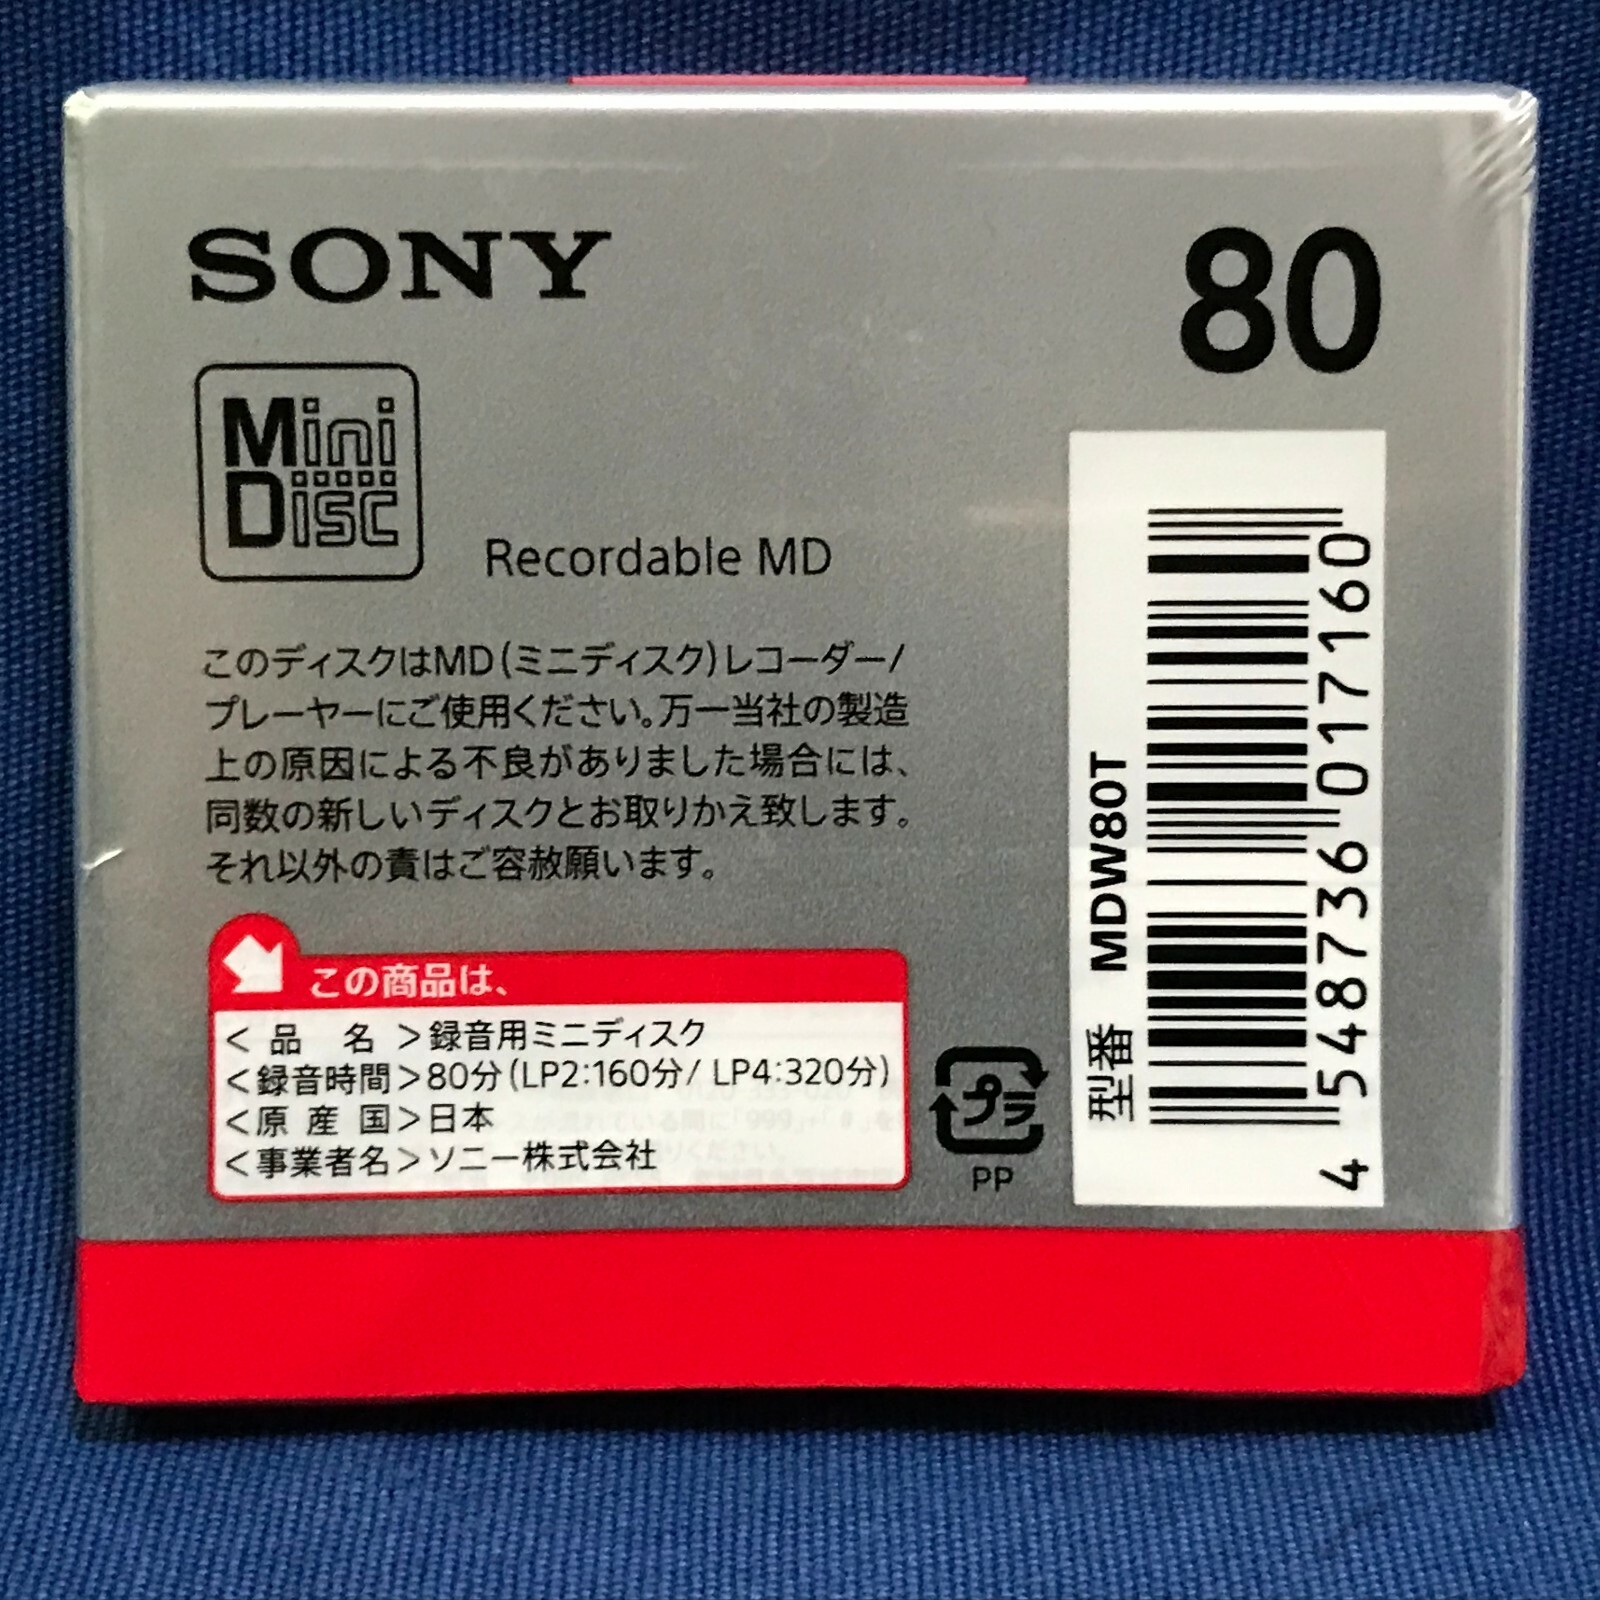 SONY
80
Mini
Disc
Recordable MD
このディスクはMD(ミニディスク)レコーダー/
プレーヤーにご使用ください。万一当社の製造
上の原因による不良がありました場合には、
同数の新しいディスクとお取りかえ致します。
それ以外の責はご容赦願います。
この商品は、
<品 名>録音用ミニディスク
<録音時間>80分(LP2:160分/ LP4:320分)
<原産国>日本
<事業者名>ソニー株式会社
プラ
PP
型番 MDW80T
4 548736 017160